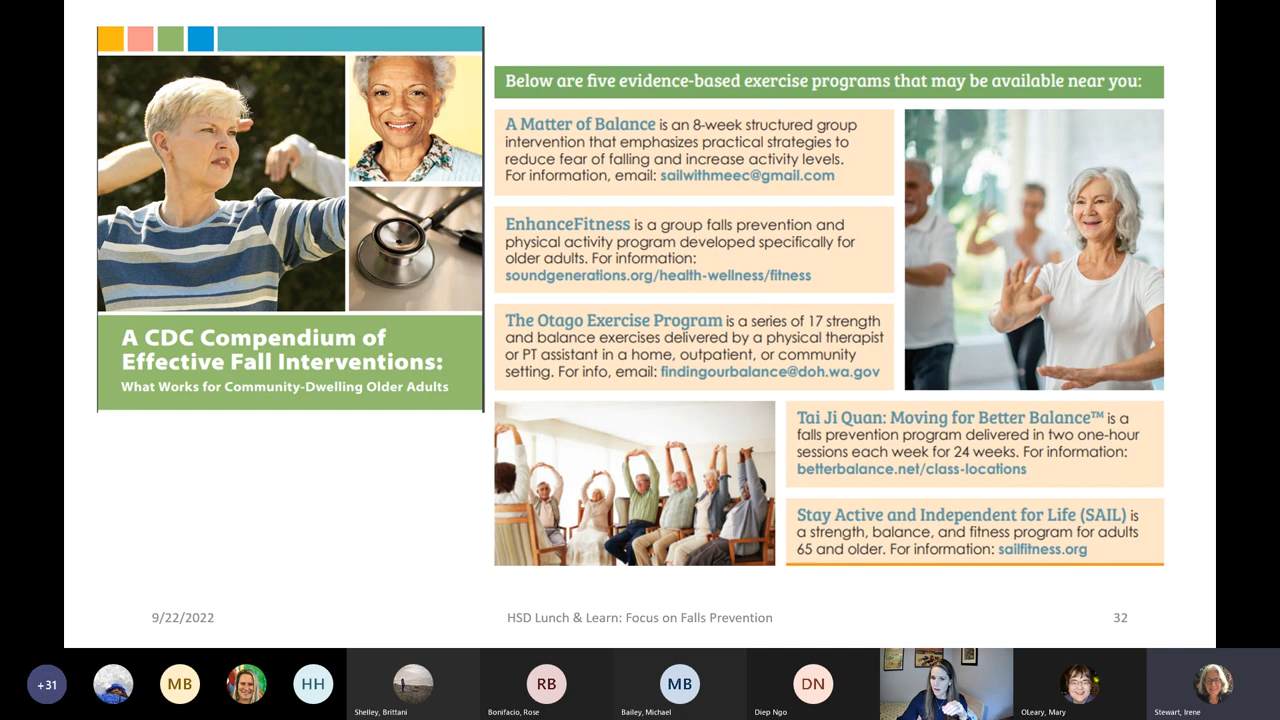 A CDC Compendium of
Effective Fall Interventions:
What Works for Community-Dwelling Older Adults
Below are five evidence-based exercise programs that may be available near you:
A Matter of Balance is an 8-week structured group
intervention that emphasizes practical strategies to
reduce fear of falling and increase activity levels.
For information, email: sailwithmeec@gmail.com
EnhanceFitness is a group falls prevention and
physical activity program developed specifically for
older adults. For information:
soundgenerations.org/health-wellness/fitness
The Otago Exercise Program is a series of 17 strength
and balance exercises delivered by a physical therapist
or PT assistant in a home, outpatient, or community
setting. For info, email: findingourbalance@doh.wa.gov
Tai Ji Quan: Moving for Better Balance™ is a
falls prevention program delivered in two one-hour
sessions each week for 24 weeks. For information:
betterbalance.net/class-locations
Stay Active and Independent for Life (SAIL) is
a strength, balance, and fitness program for adults
65 and older. For information: sailfitness.org
9/22/2022
HSD Lunch & Learn: Focus on Falls Prevention
32
+31
MB
HH
RB
MB
DN
Shelley, Brittani
Bonifacio, Rose
Bailey, Michael
Diep Ngo
OLeary, Mary
Stewart, Irene